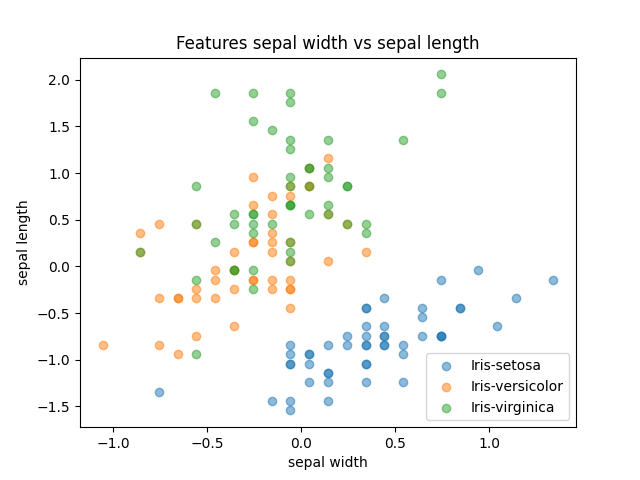 Features sepal width vs sepal length
2.0
1.5
1.0
0.5
0.0
−0.5
−1.0
−1.5
sepal length
Iris-setosa
Iris-versicolor
Iris-virginica
−1.0 −0.5 0.0 0.5 1.0
sepal width